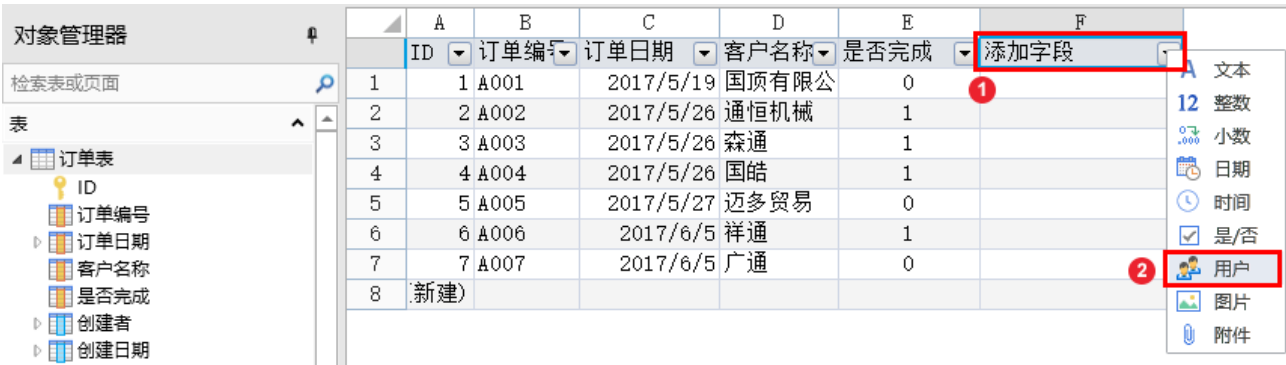 对象管理器
检索表或页面
表
订单表
ID
订单编号
订单日期
客户名称
是否完成
创建者
创建日期
A B C D E F
ID 订单编号 订单日期 客户名称 是否完成 添加字段
1 1 A001 2017/5/19 国顶有限公 0
2 2 A002 2017/5/26 通恒机械 1
3 3 A003 2017/5/26 森通 1
4 4 A004 2017/5/26 国皓 1
5 5 A005 2017/5/27 迈多贸易 0
6 6 A006 2017/6/5 祥通 1
7 7 A007 2017/6/5 广通 0
8 新建)
1
2
A 文本
12 整数
.000 小数
日期
时间
是/否
用户
图片
附件